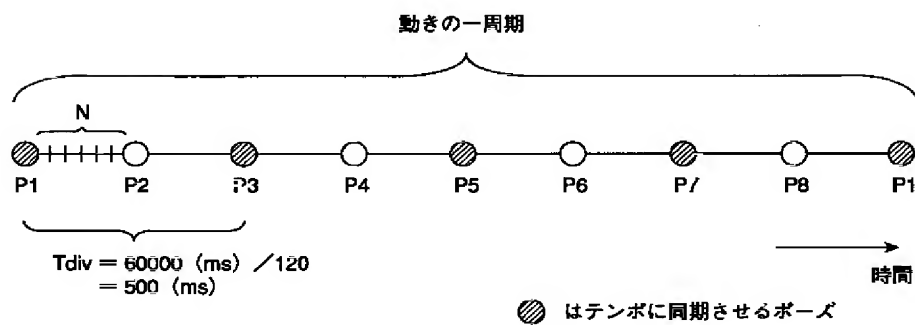 動きの一周期
N
P1 P2 P3 P4 P5 P6 P7 P8 P1
Tdiv = 60000 (ms) /120
= 500 (ms)
時間
はテンポに同期させるポーズ